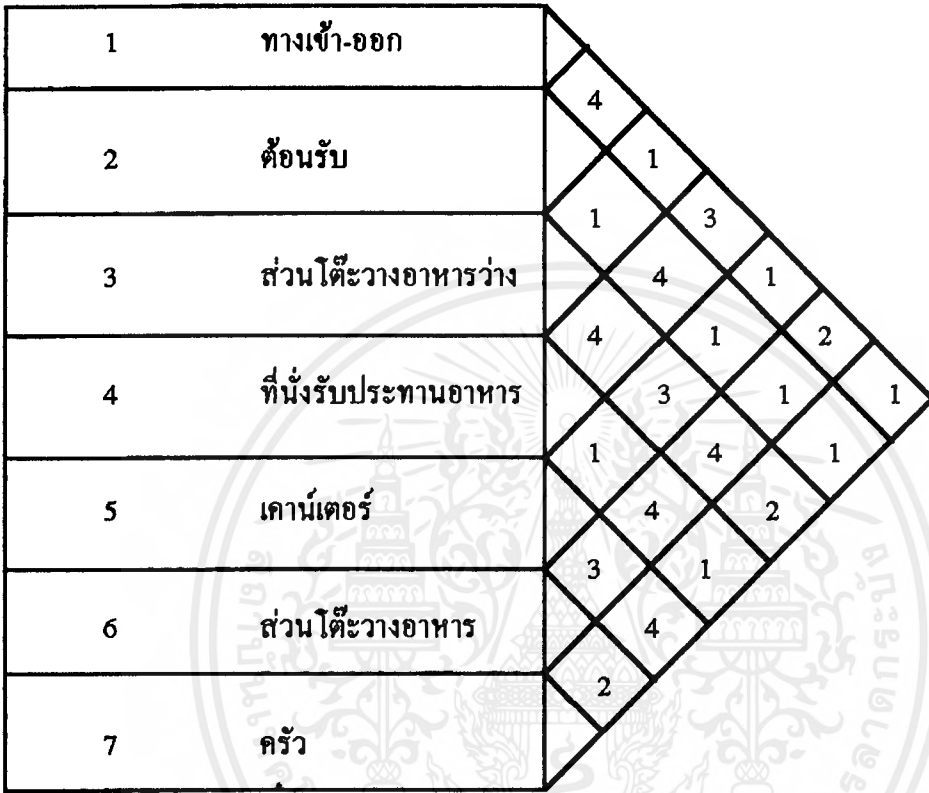 1 ทางเข้า-ออก
4
2 ต้อนรับ
1
1 3
3 ส่วนโต๊ะวางอาหารว่าง
4 1
4 1 2
4 ที่นั่งรับประทานอาหาร
3 1 1
1 4 1
5 เคาน์เตอร์
4 2
3 1
6 ส่วนโต๊ะวางอาหาร
4
2
7 ครัว